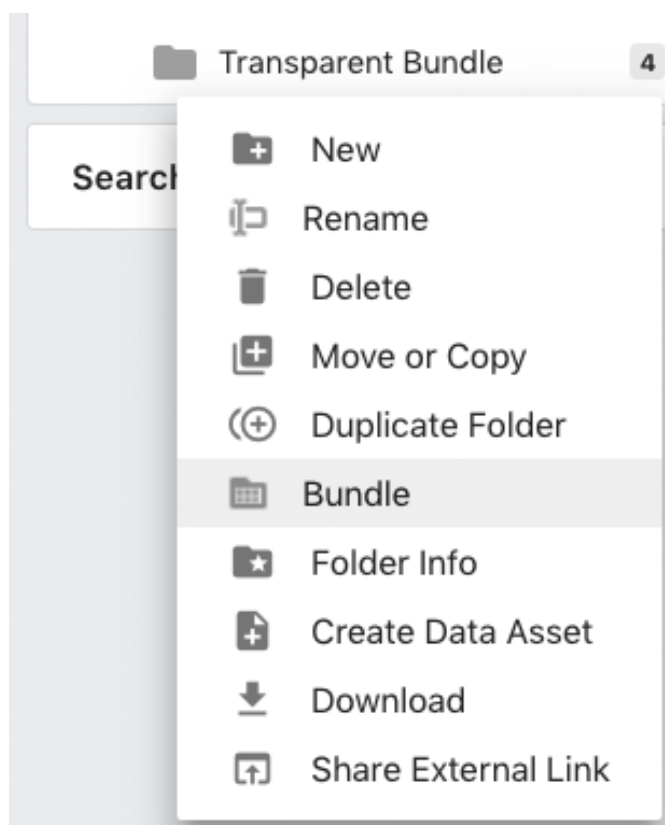 Transparent Bundle 4
New
Search
Rename
Delete
Move or Copy
Duplicate Folder
Bundle
Folder Info
Create Data Asset
Download
Share External Link